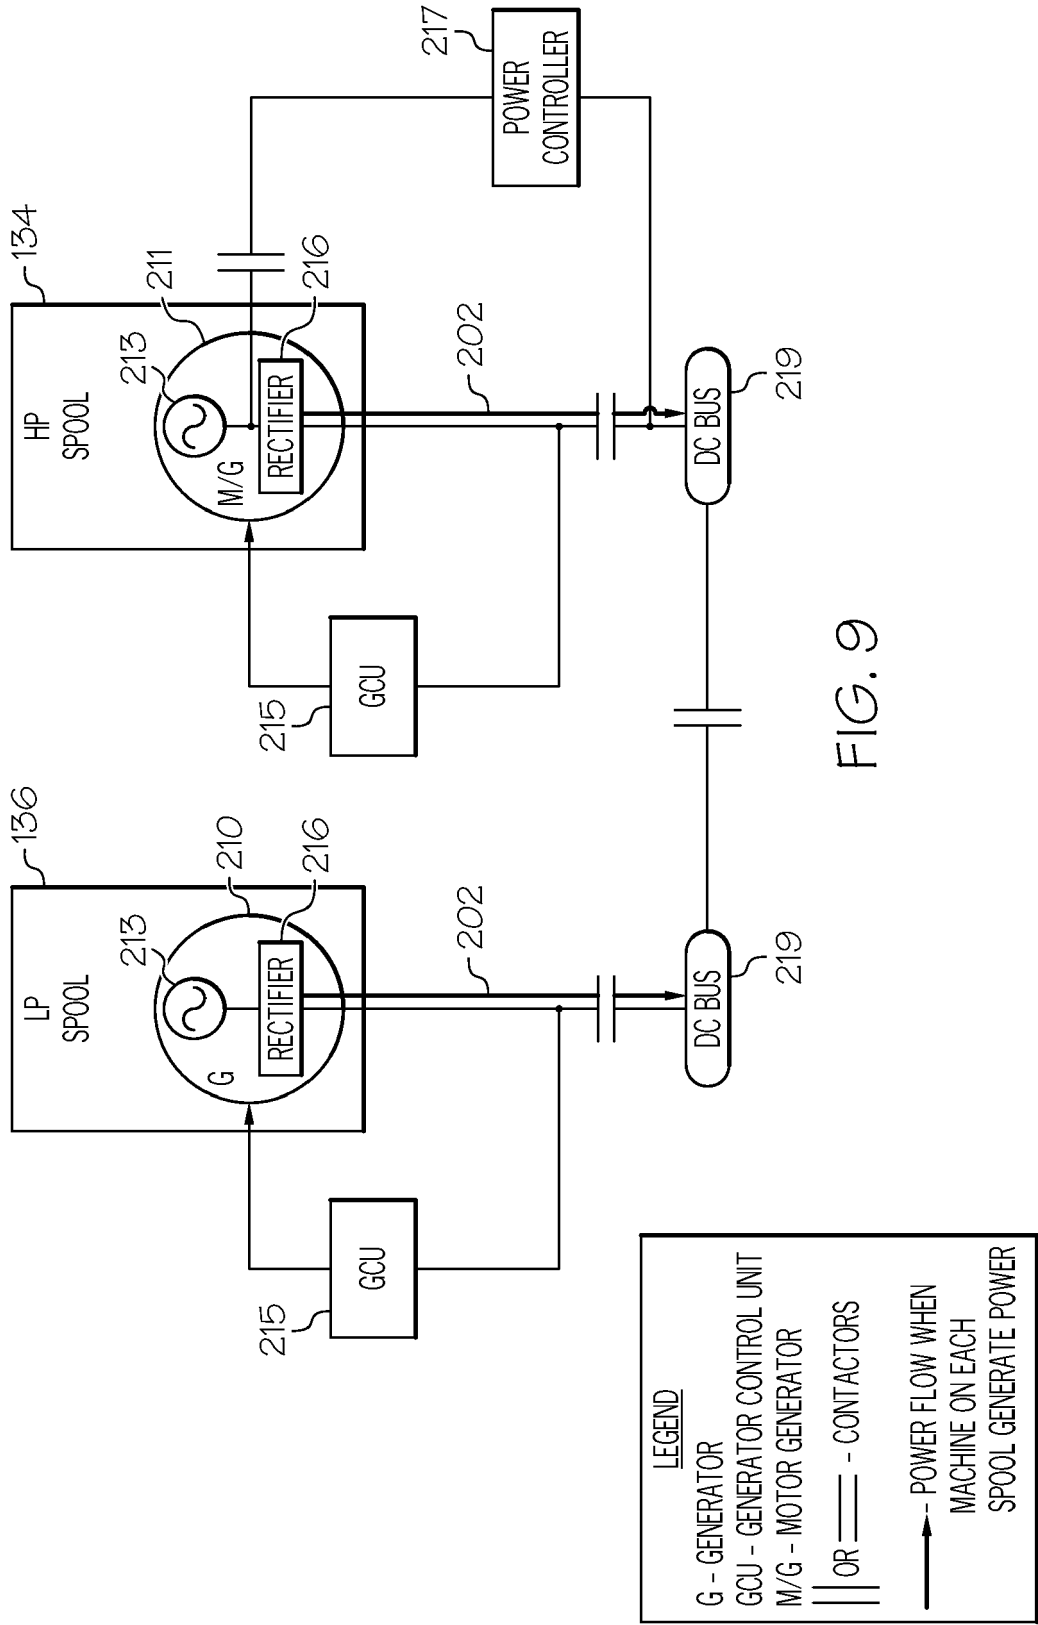 136
LP
SPOOL
213
210
G
RECTIFIER
216
215
GCU
202
DC BUS
219
134
HP
SPOOL
213
211
M/G
RECTIFIER
216
215
GCU
202
217
POWER
CONTROLLER
DC BUS
219
LEGEND
G - GENERATOR
GCU - GENERATOR CONTROL UNIT
M/G - MOTOR GENERATOR
OR - CONTACTORS
- POWER FLOW WHEN
MACHINE ON EACH
SPOOL GENERATE POWER
FIG. 9